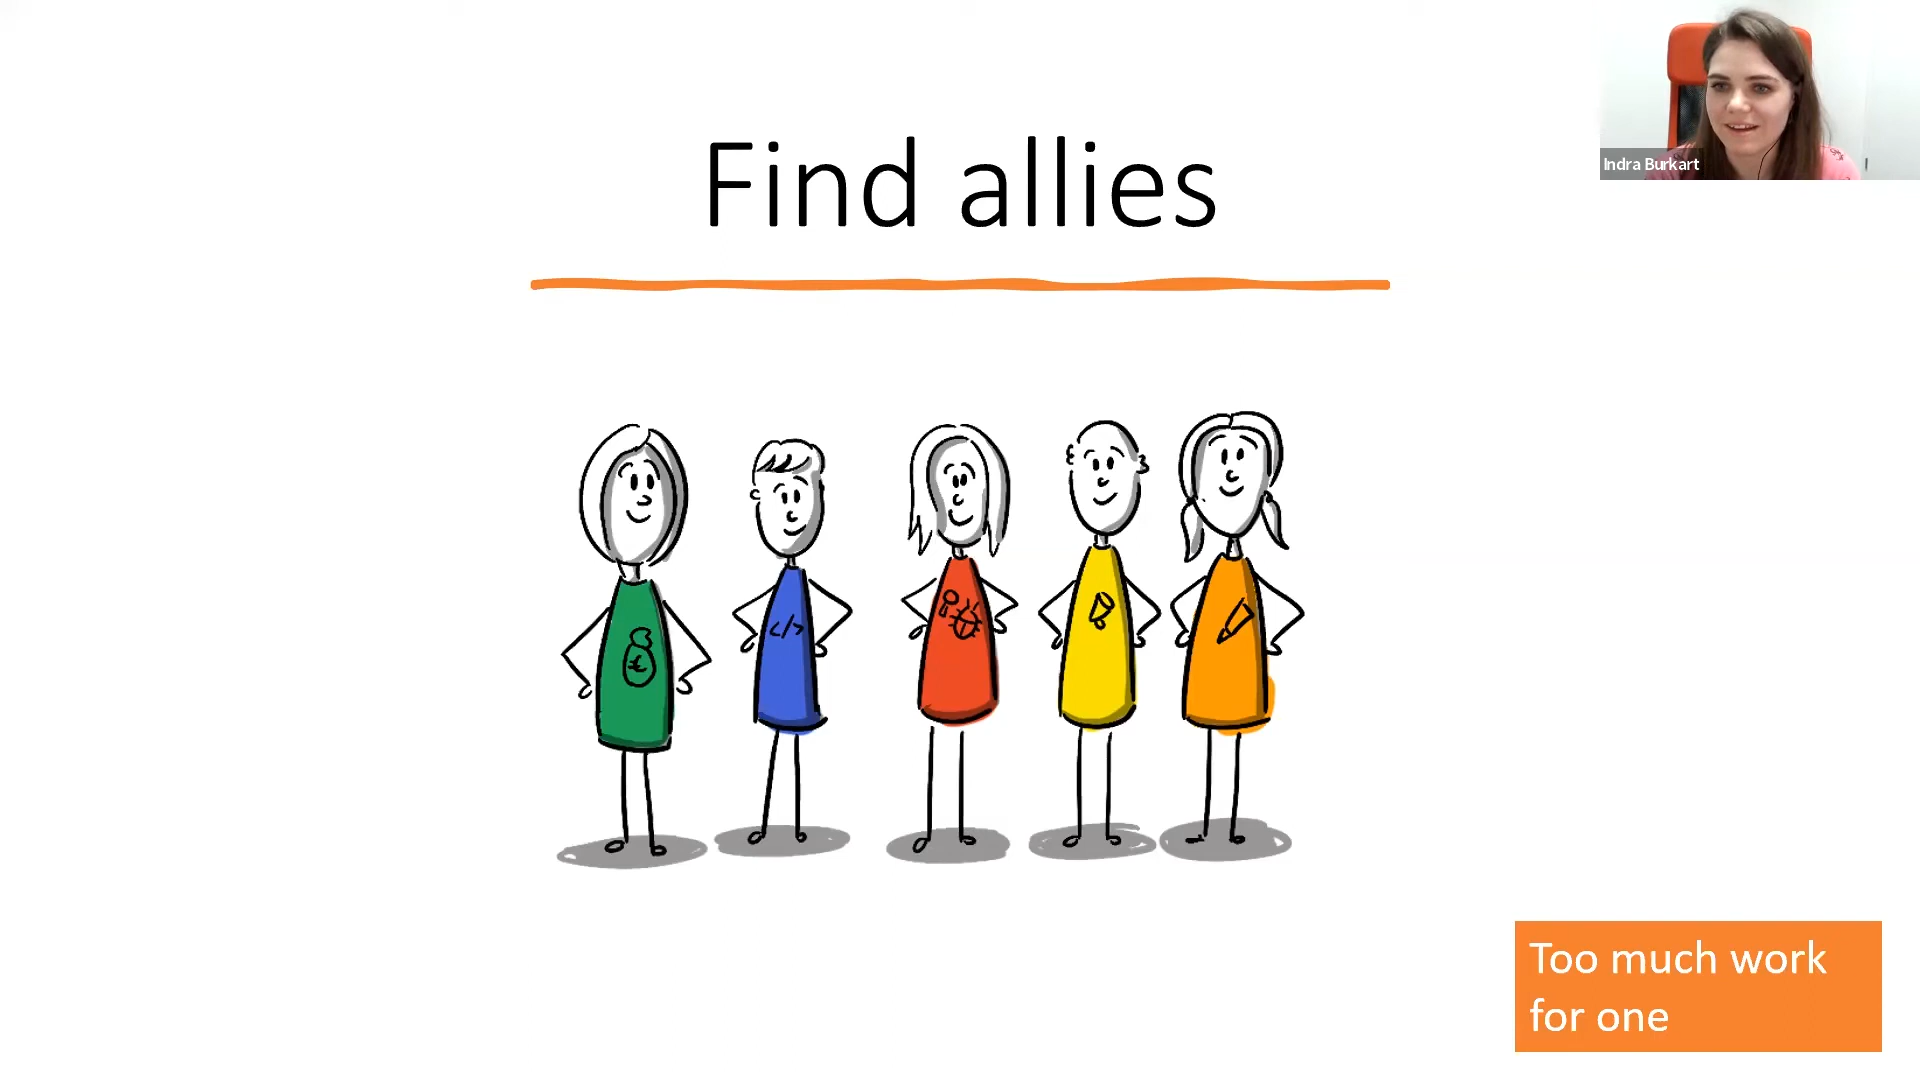 Find allies
Indra Burkart
£
</>
Too much work
for one